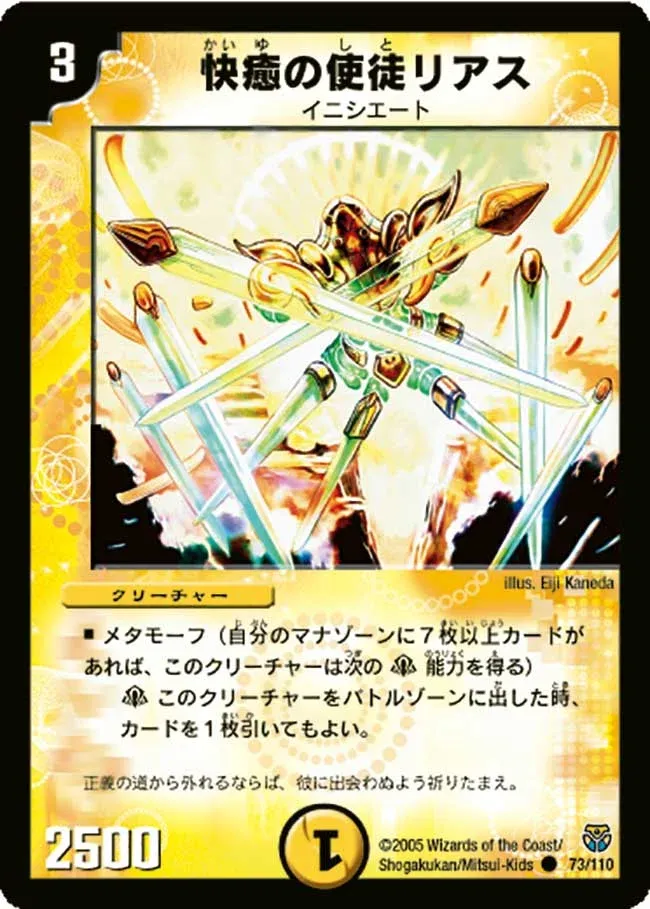 3
かいゆ しと
快癒の使徒リアス
イニシエート
illus. Eiji Kaneda
クリーチャー
■ メタモーフ（自分のマナゾーンに７枚以上カードが
あれば、このクリーチャーは次の 能力を得る）
このクリーチャーをバトルゾーンに出した時、
カードを１枚引いてもよい。
正義の道から外れるならば、彼に出会わぬよう祈りたまえ。
2500
1
©2005 Wizards of the Coast/
Shogakukan/Mitsui-Kids ● 73/110